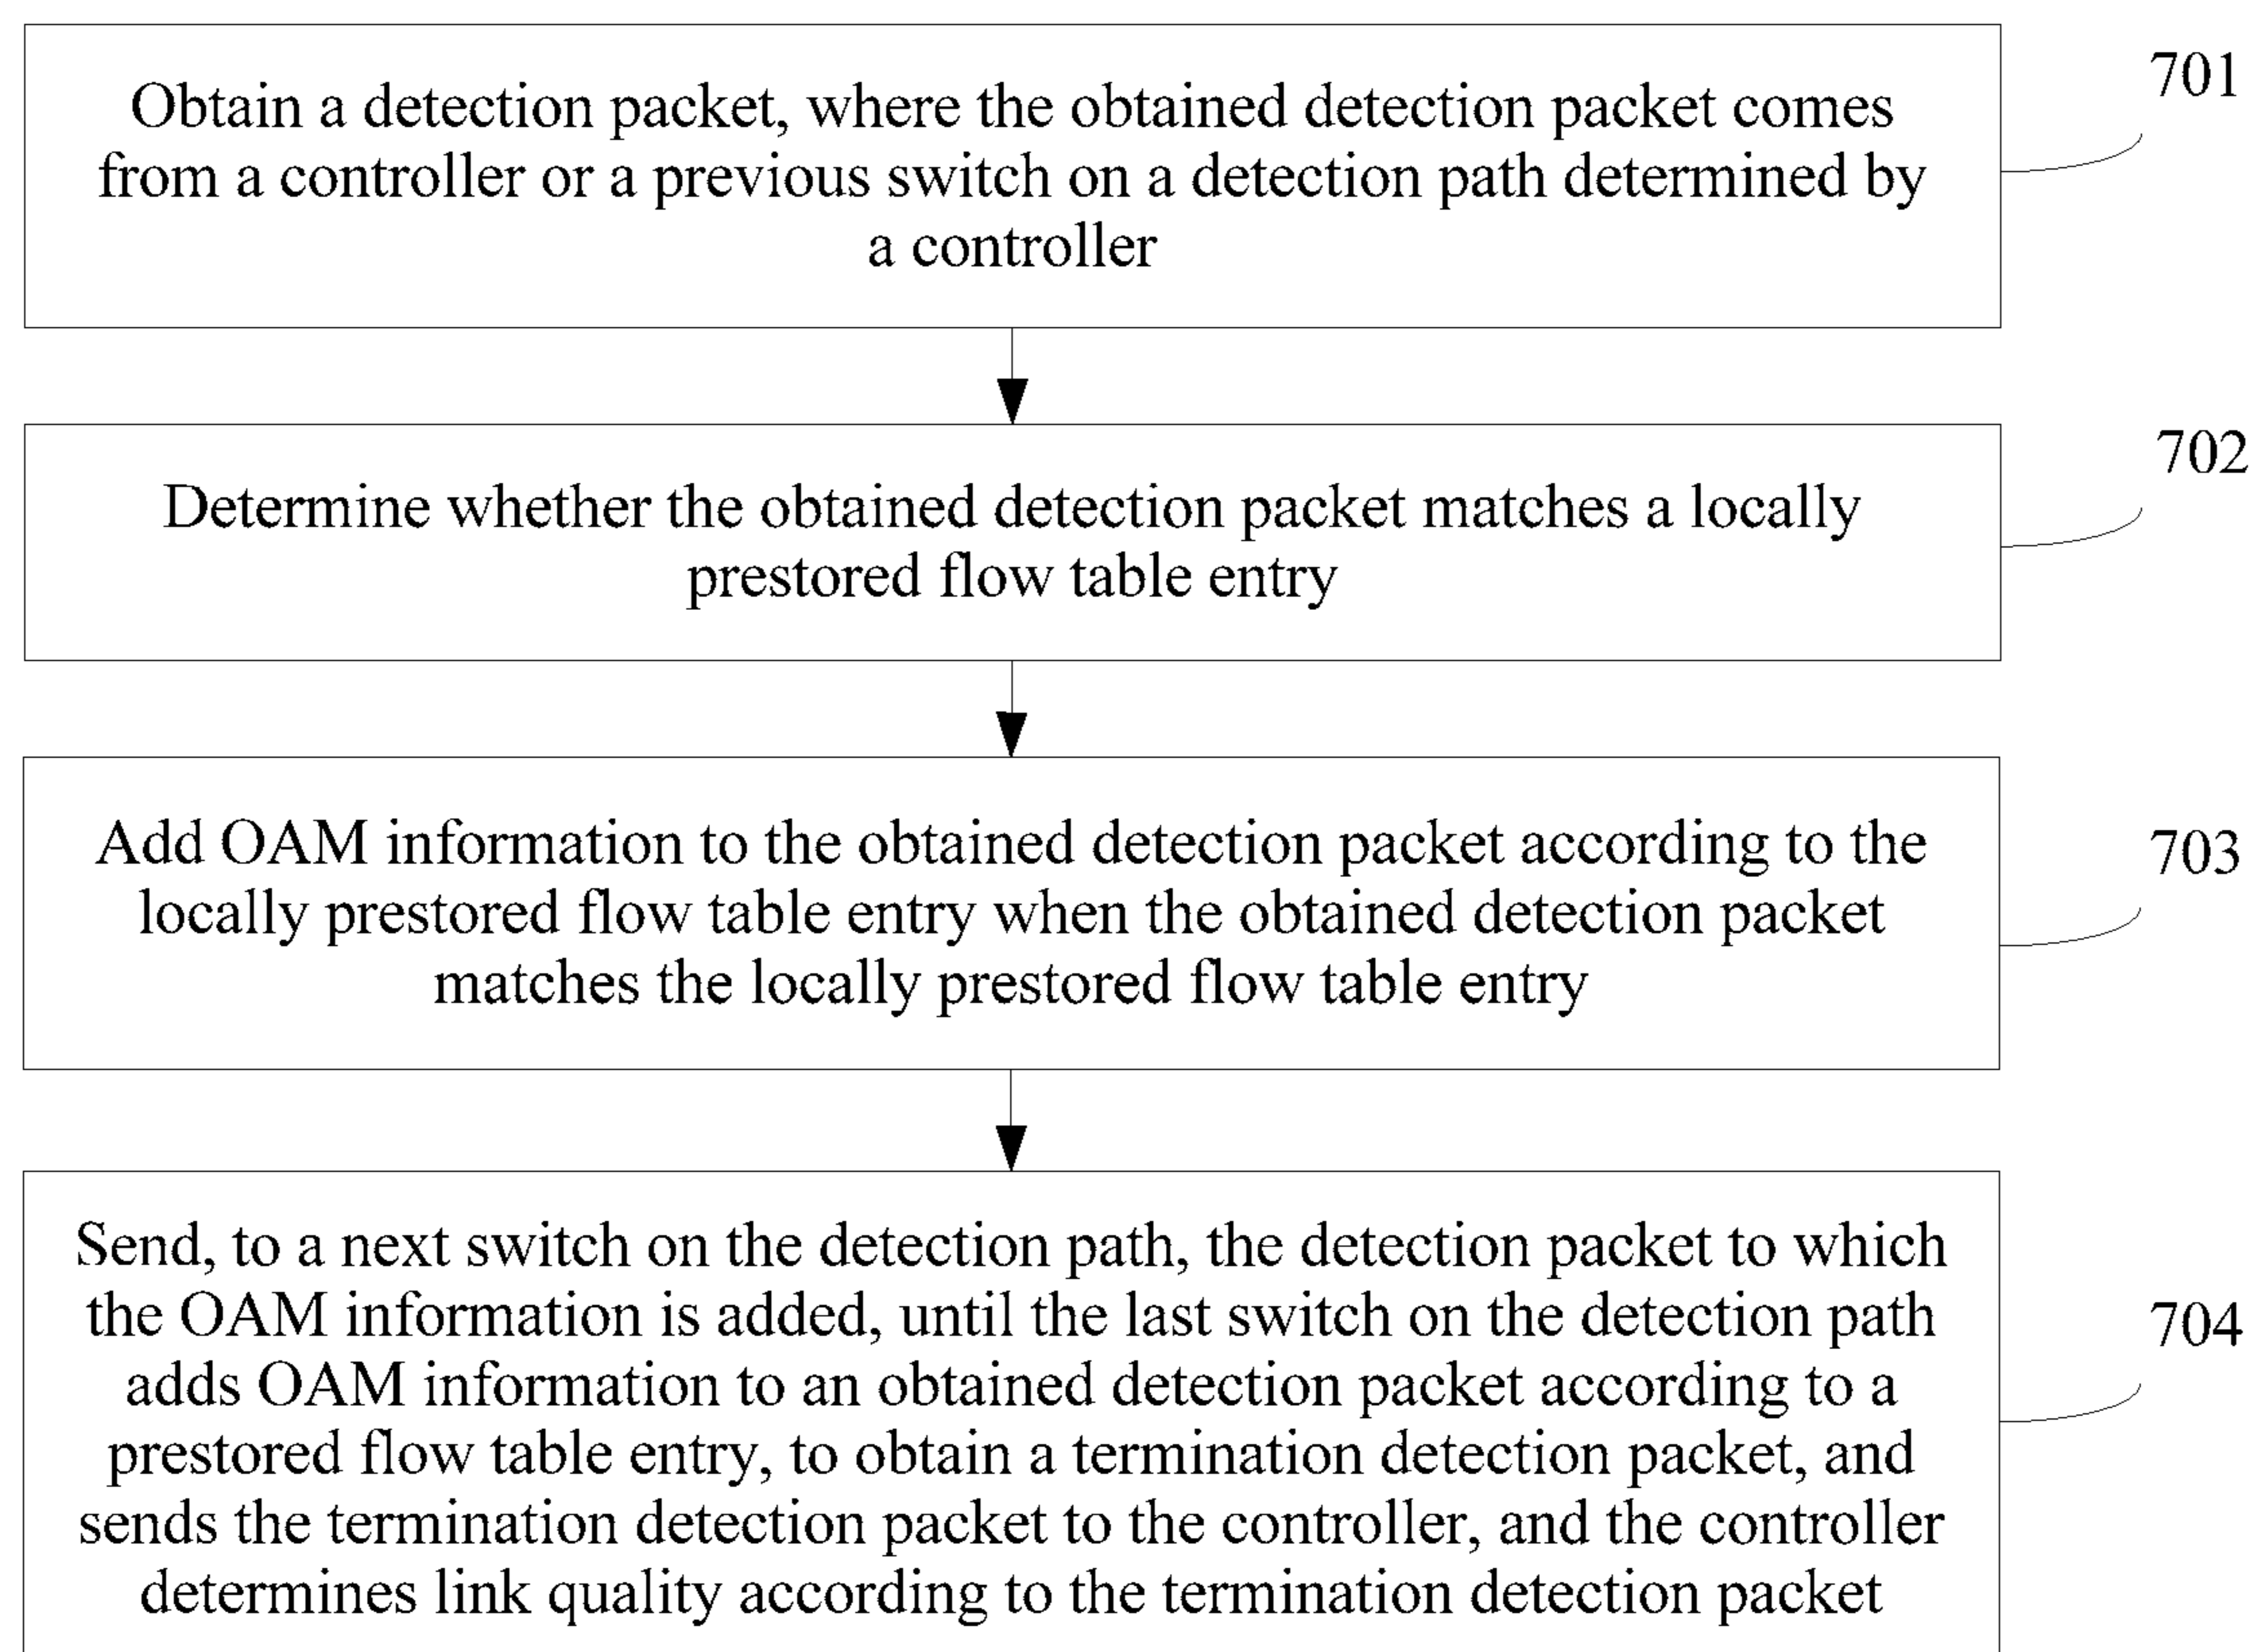 Obtain a detection packet, where the obtained detection packet comes
from a controller or a previous switch on a detection path determined by
a controller
701
Determine whether the obtained detection packet matches a locally
prestored flow table entry
702
Add OAM information to the obtained detection packet according to the
locally prestored flow table entry when the obtained detection packet
matches the locally prestored flow table entry
703
Send, to a next switch on the detection path, the detection packet to which
the OAM information is added, until the last switch on the detection path
adds OAM information to an obtained detection packet according to a
prestored flow table entry, to obtain a termination detection packet, and
sends the termination detection packet to the controller, and the controller
determines link quality according to the termination detection packet
704